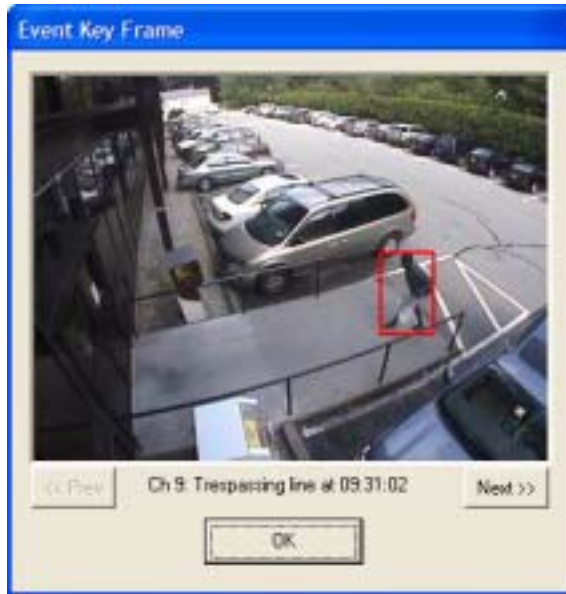 Event Key Frame
<< Prev
Ch 9: Trespassing line at 09:31:02
Next >>
OK